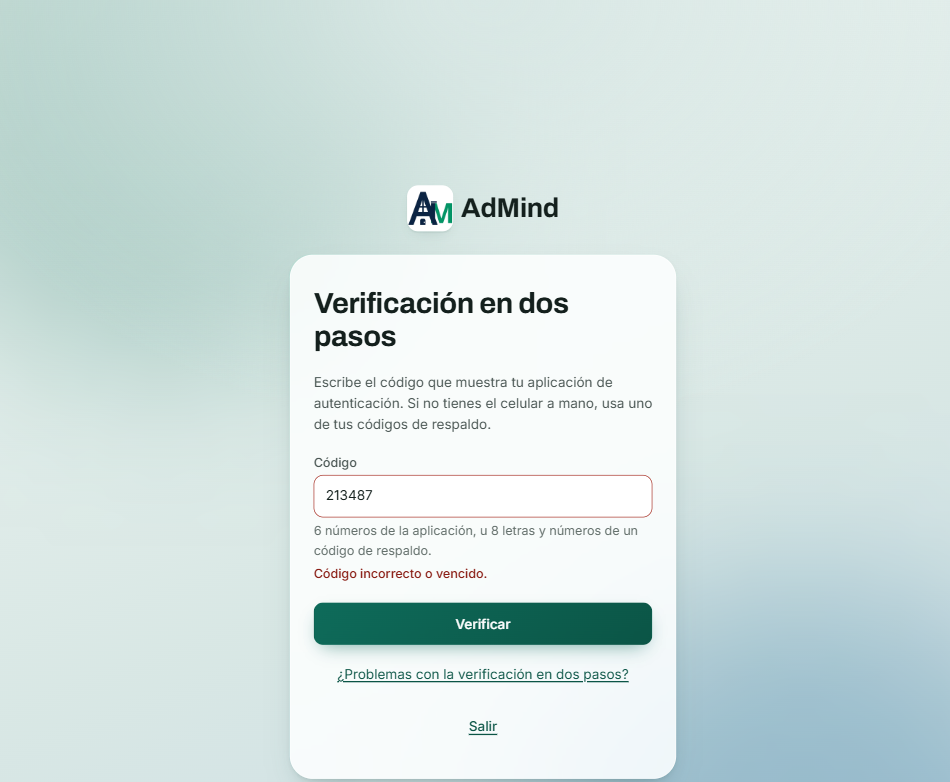 AM AdMind
Verificación en dos
pasos
Escribe el código que muestra tu aplicación de
autenticación. Si no tienes el celular a mano, usa uno
de tus códigos de respaldo.
Código
213487
6 números de la aplicación, u 8 letras y números de un
código de respaldo.
Código incorrecto o vencido.
Verificar
¿Problemas con la verificación en dos pasos?
Salir